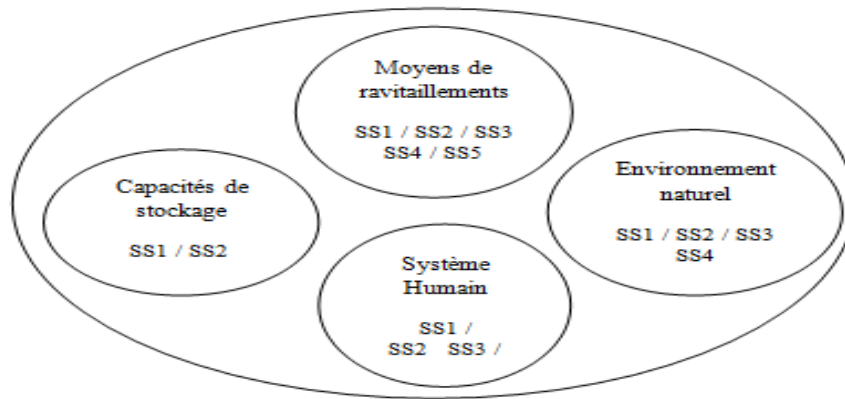 Moyens de
ravitaillements
SS1 / SS2 / SS3
SS4 / SS5
Capacités de
stockage
SS1 / SS2
Environnement
naturel
SS1 / SS2 / SS3
SS4
Système
Humain
SS1 /
SS2 SS3 /